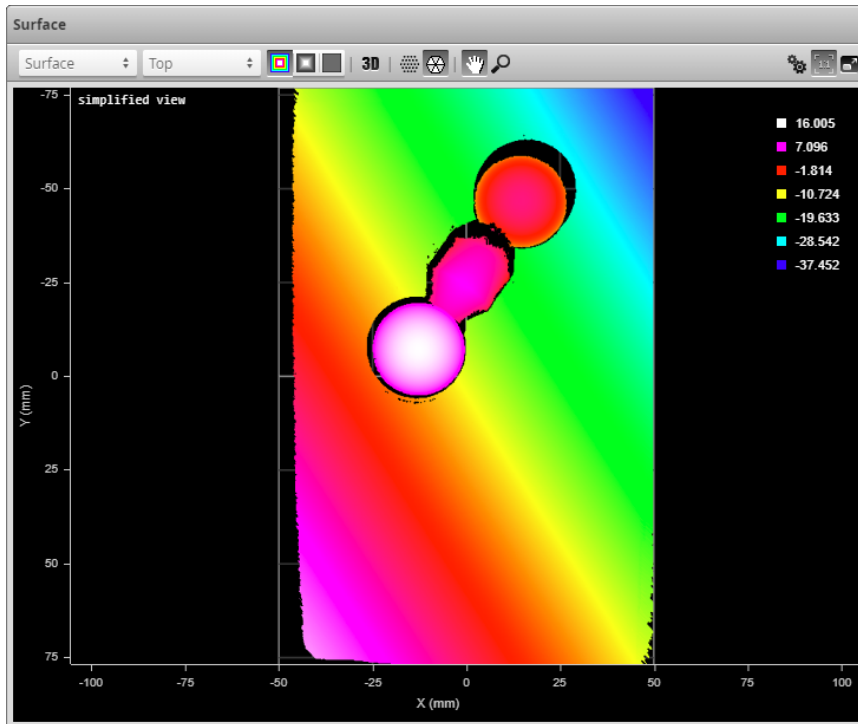 Surface
Surface Top 3D 1:1
simplified view
16.005
7.096
-1.814
-10.724
-19.633
-28.542
-37.452
Y (mm)
-75
-50
-25
0
25
50
75
-100 -75 -50 -25 0 25 50 75 100
X (mm)